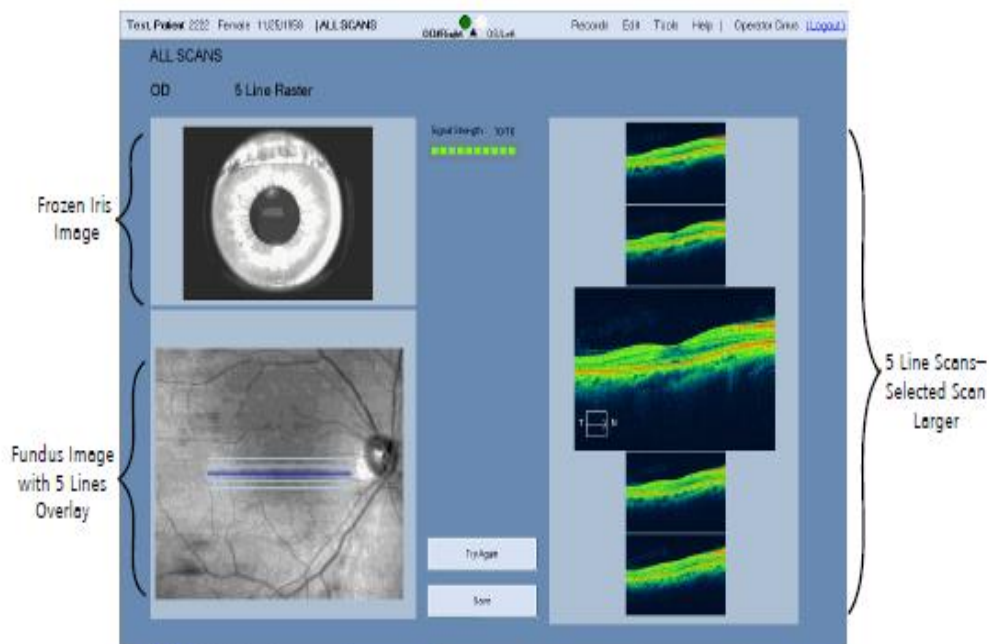 Test, Patient 2222 Female 11/25/1959 | ALL SCANS
OD/Right OS/Left
Records Edit Tools Help | Operator Cirrus (Logout)
ALL SCANS
OD 5 Line Raster
Signal Strength: 10/10
Frozen Iris
Image
T N
5 Line Scans—
Selected Scan
Larger
Fundus Image
with 5 Lines
Overlay
Try Again
Save